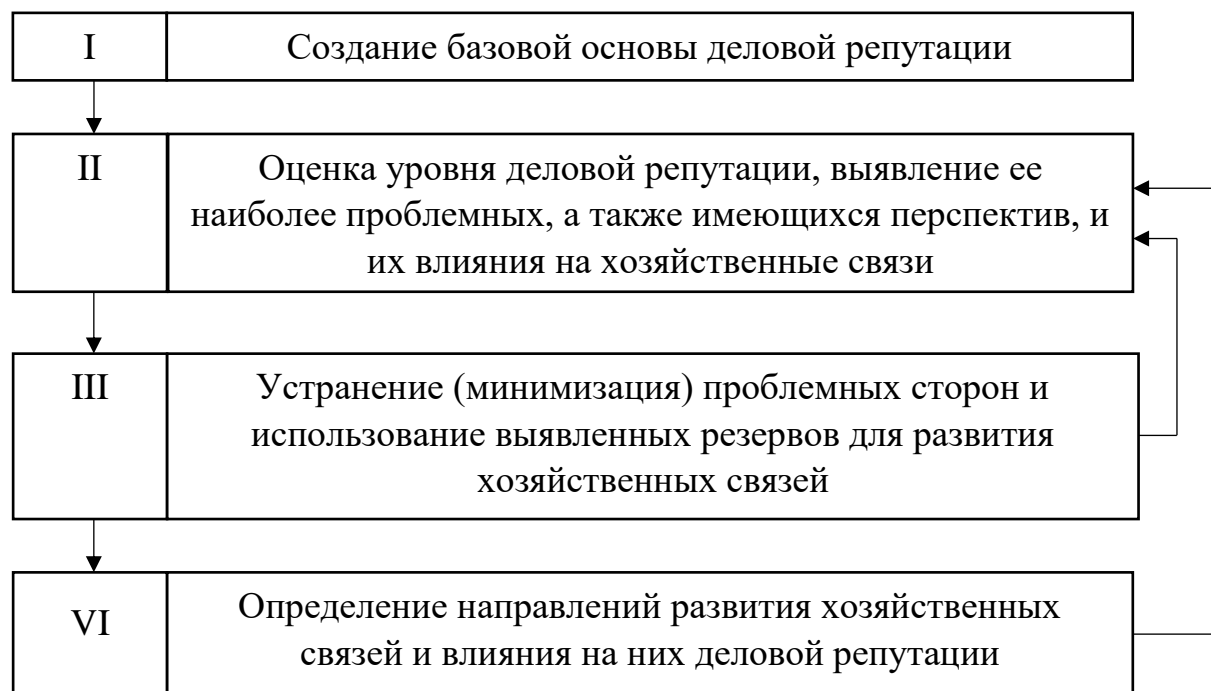 I
Создание базовой основы деловой репутации
II
Оценка уровня деловой репутации, выявление ее
наиболее проблемных, а также имеющихся перспектив, и
их влияния на хозяйственные связи
III
Устранение (минимизация) проблемных сторон и
использование выявленных резервов для развития
хозяйственных связей
VI
Определение направлений развития хозяйственных
связей и влияния на них деловой репутации